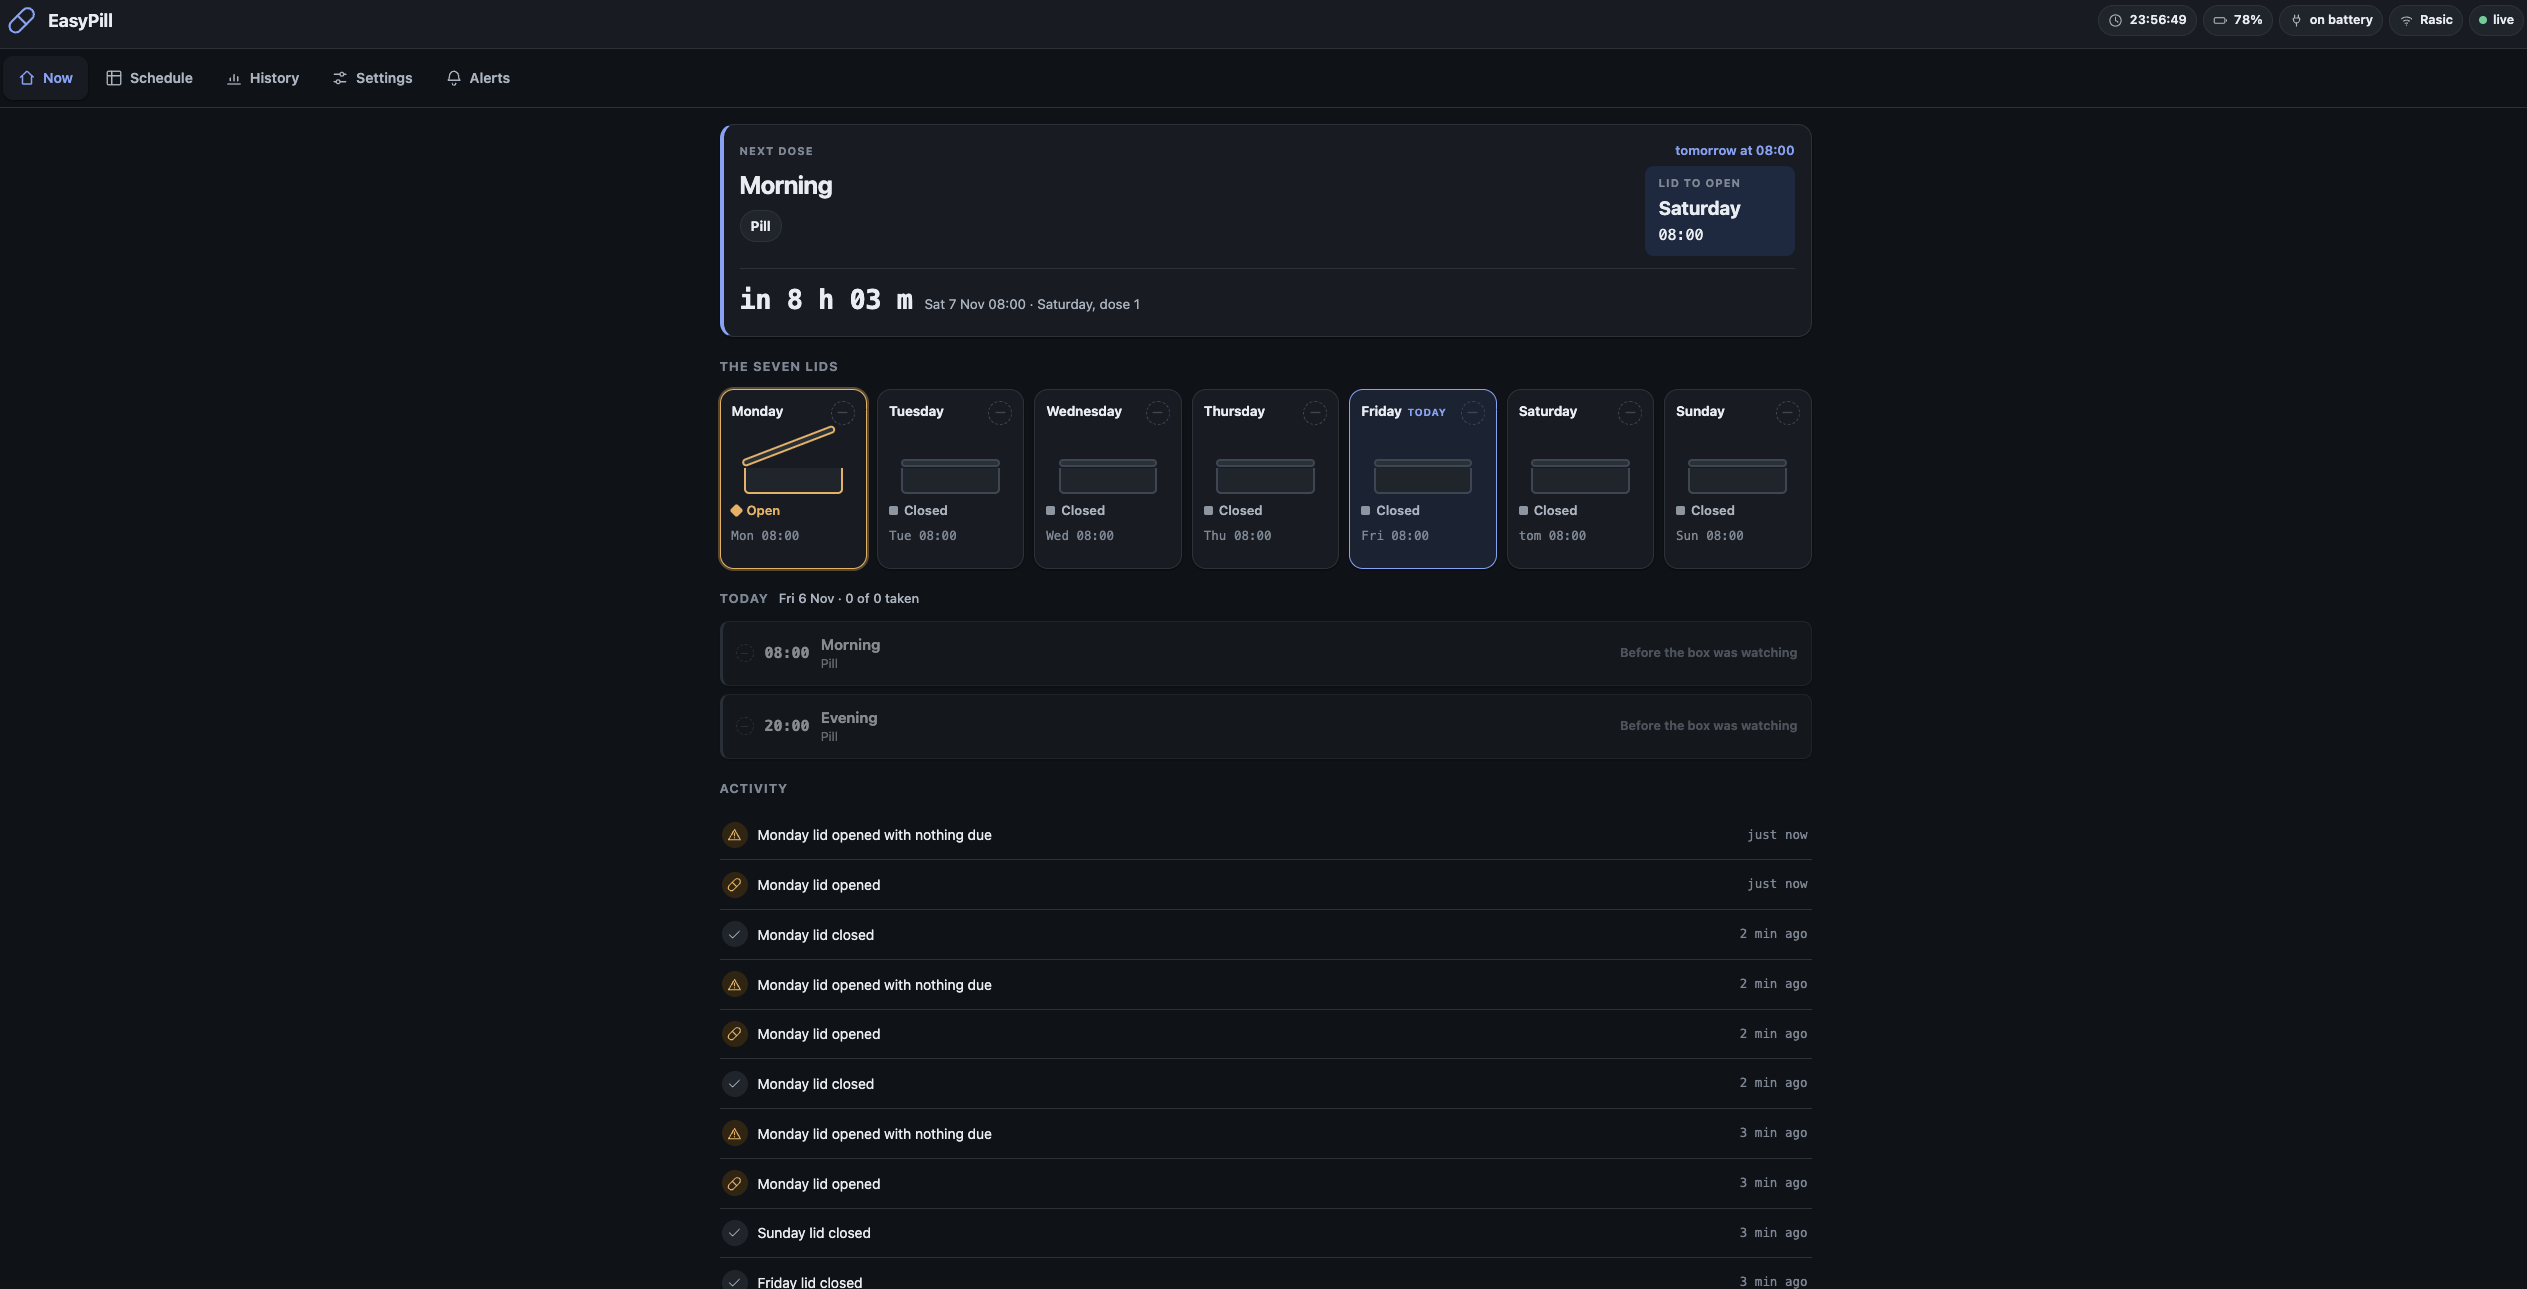 EasyPill
23:56:49
78%
on battery
Rasic
live
Now
Schedule
History
Settings
Alerts
NEXT DOSE
tomorrow at 08:00
Morning
Pill
LID TO OPEN
Saturday
08:00
in 8 h 03 m Sat 7 Nov 08:00 · Saturday, dose 1
THE SEVEN LIDS
Monday
Open
Mon 08:00
Tuesday
Closed
Tue 08:00
Wednesday
Closed
Wed 08:00
Thursday
Closed
Thu 08:00
Friday TODAY
Closed
Fri 08:00
Saturday
Closed
tom 08:00
Sunday
Closed
Sun 08:00
TODAY Fri 6 Nov · 0 of 0 taken
08:00 Morning
Pill
Before the box was watching
20:00 Evening
Pill
Before the box was watching
ACTIVITY
Monday lid opened with nothing due just now
Monday lid opened just now
Monday lid closed 2 min ago
Monday lid opened with nothing due 2 min ago
Monday lid opened 2 min ago
Monday lid closed 2 min ago
Monday lid opened with nothing due 3 min ago
Monday lid opened 3 min ago
Sunday lid closed 3 min ago
Friday lid closed 3 min ago